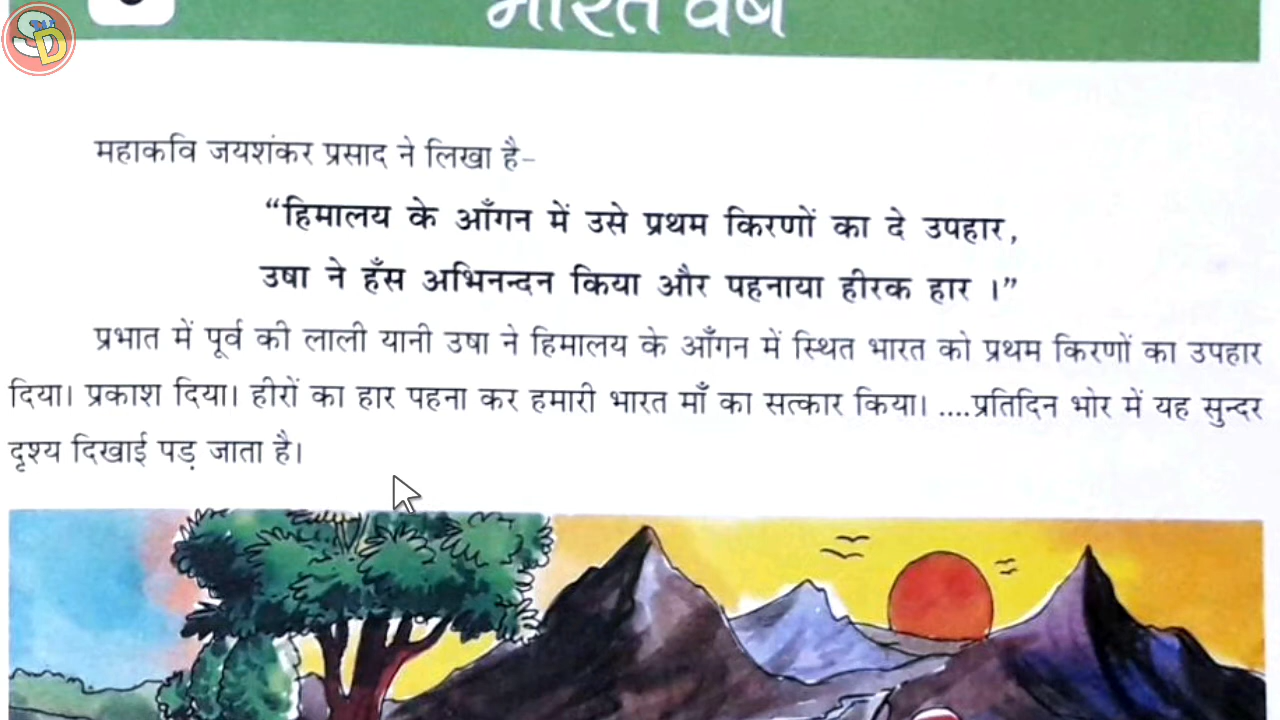 भारत वर्ष
महाकवि जयशंकर प्रसाद ने लिखा है-
“हिमालय के आँगन में उसे प्रथम किरणों का दे उपहार,
उषा ने हँस अभिनन्दन किया और पहनाया हीरक हार ।”
प्रभात में पूर्व की लाली यानी उषा ने हिमालय के आँगन में स्थित भारत को प्रथम किरणों का उपहार
दिया। प्रकाश दिया। हीरों का हार पहना कर हमारी भारत माँ का सत्कार किया। ....प्रतिदिन भोर में यह सुन्दर
दृश्य दिखाई पड़ जाता है।